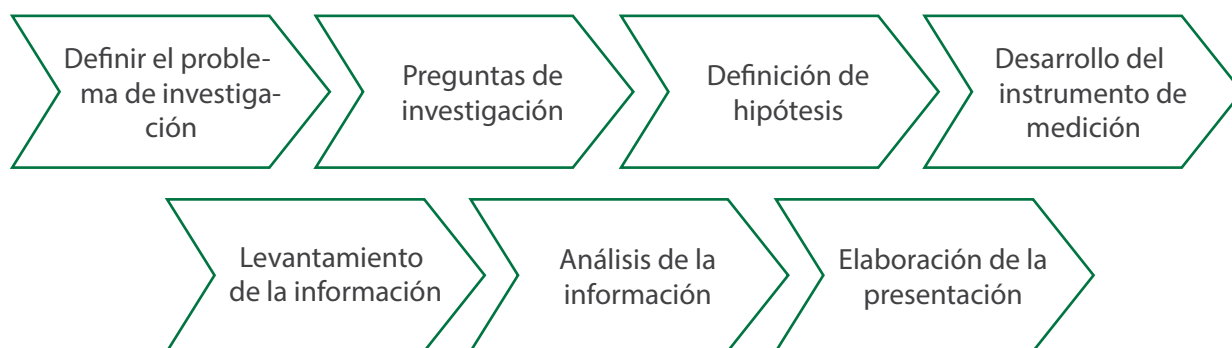 Definir el proble-
ma de investiga-
ción
Preguntas de
investigación
Definición de
hipótesis
Desarrollo del
instrumento de
medición
Levantamiento
de la información
Análisis de la
información
Elaboración de la
presentación